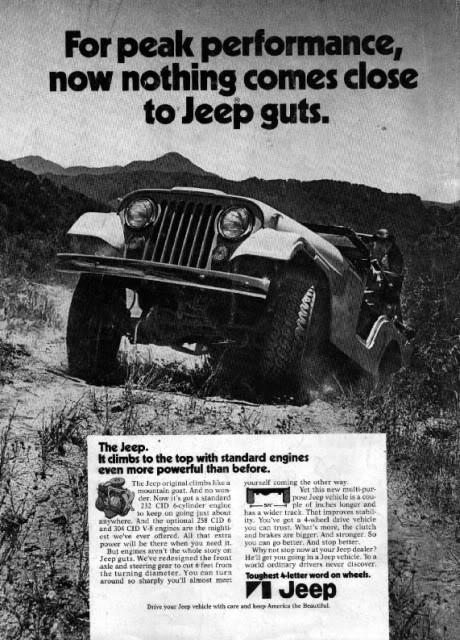 For peak performance,
now nothing comes close
to Jeep guts.
The Jeep.
It climbs to the top with standard engines
even more powerful than before.
The Jeep original climbs like a
mountain goat. And no won-
der. Now it's got a standard
232 CID 6-cylinder engine
to keep on going just about
anywhere. And the optional 258 CID 6
and 304 CID V-8 engines are the mighti-
est we've ever offered. All that extra
power will be there when you need it.
But engines aren't the whole story on
Jeep guts. We've redesigned the front
axle and steering gear to cut 6 feet from
the turning diameter. You can turn
around so sharply you'll almost meet
yourself coming the other way.
Yet this new multi-pur-
pose Jeep vehicle is a cou-
ple of inches longer and
has a wider track. That improves stabil-
ity. You've got a 4-wheel drive vehicle
you can trust. What's more, the clutch
and brakes are bigger. And stronger. So
you can go better. And stop better.
Why not stop now at your Jeep dealer?
He'll get you going in a Jeep vehicle. To a
world ordinary drivers never discover.
Toughest 4-letter word on wheels.
Jeep
Drive your Jeep vehicle with care and keep America the Beautiful.